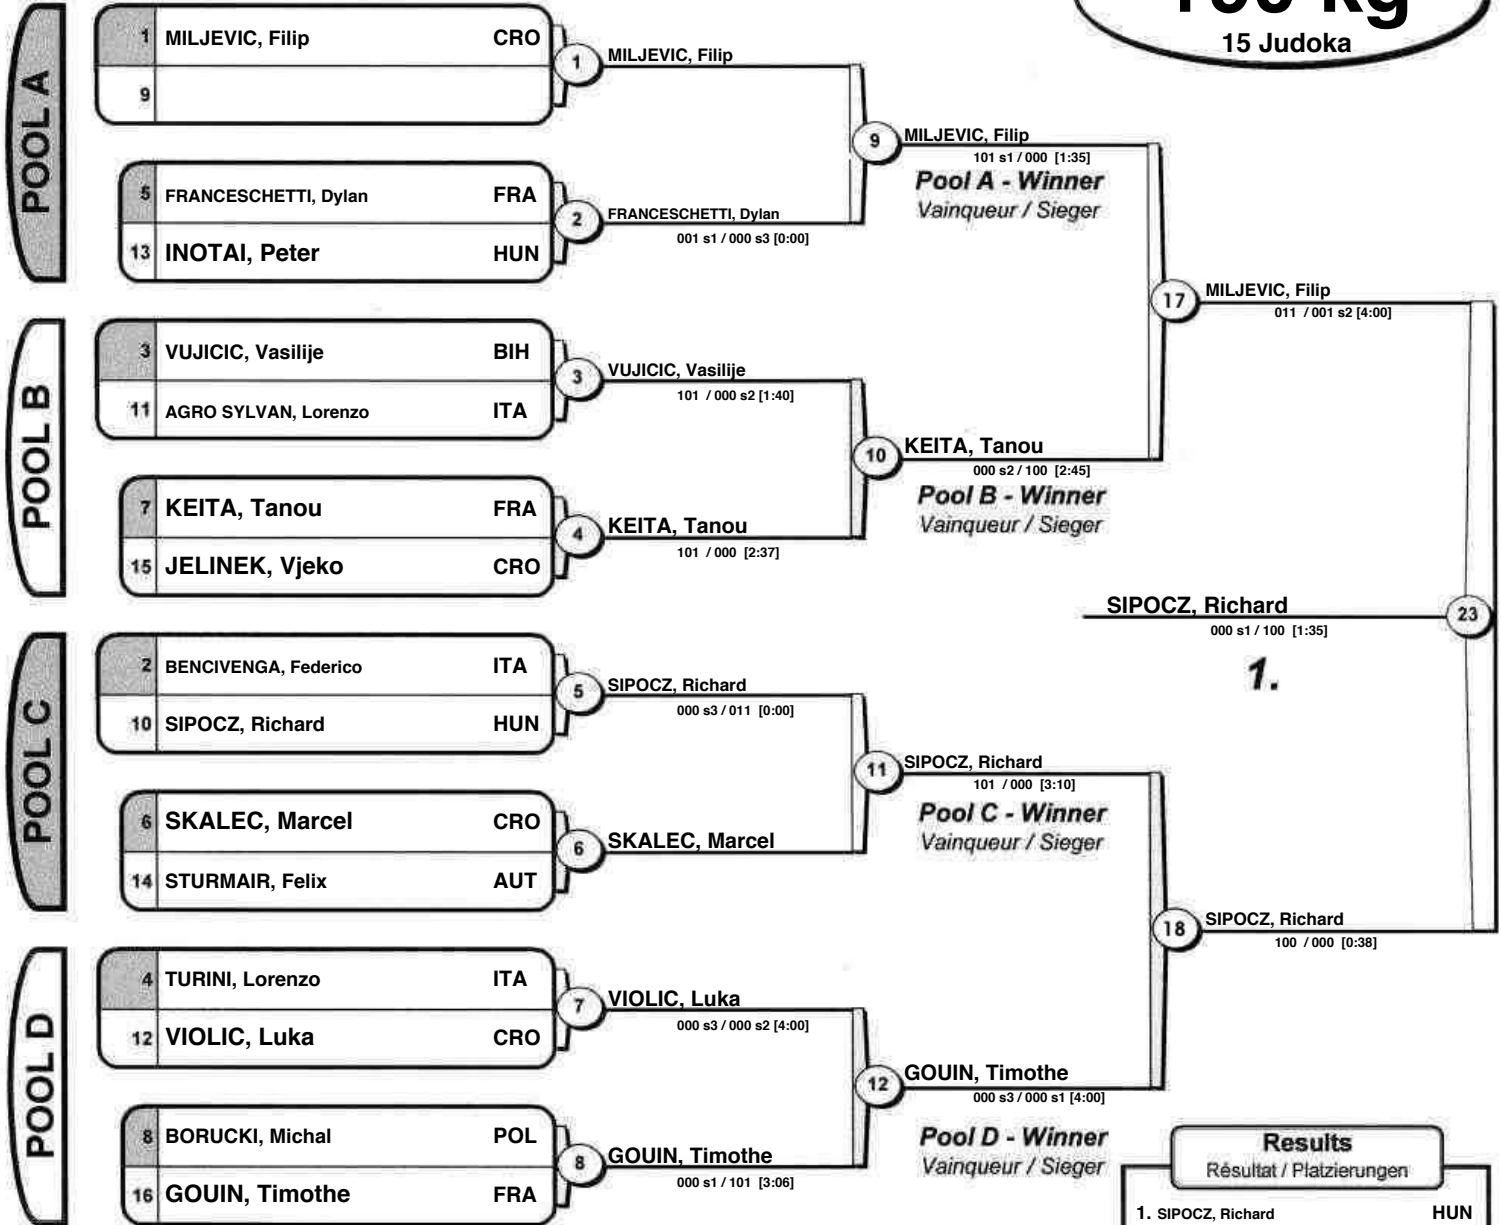 15 Judoka
POOL A
1 MILJEVIC, Filip CRO
9
1 MILJEVIC, Filip
5 FRANCESCHETTI, Dylan FRA
13 INOTAI, Peter HUN
2 FRANCESCHETTI, Dylan
001 s1 / 000 s3 [0:00]
9 MILJEVIC, Filip
101 s1 / 000 [1:35]
Pool A - Winner
Vainqueur / Sieger
POOL B
3 VUJICIC, Vasilije BIH
11 AGRO SYLVAN, Lorenzo ITA
3 VUJICIC, Vasilije
101 / 000 s2 [1:40]
7 KEITA, Tanou FRA
15 JELINEK, Vjeko CRO
4 KEITA, Tanou
101 / 000 [2:37]
10 KEITA, Tanou
000 s2 / 100 [2:45]
Pool B - Winner
Vainqueur / Sieger
17 MILJEVIC, Filip
011 / 001 s2 [4:00]
SIPOCZ, Richard 23
000 s1 / 100 [1:35]
1.
POOL C
2 BENCIVENGA, Federico ITA
10 SIPOCZ, Richard HUN
5 SIPOCZ, Richard
000 s3 / 011 [0:00]
6 SKALEC, Marcel CRO
14 STURMAIR, Felix AUT
6 SKALEC, Marcel
11 SIPOCZ, Richard
101 / 000 [3:10]
Pool C - Winner
Vainqueur / Sieger
POOL D
4 TURINI, Lorenzo ITA
12 VIOLIC, Luka CRO
7 VIOLIC, Luka
000 s3 / 000 s2 [4:00]
8 BORUCKI, Michal POL
16 GOUIN, Timothe FRA
8 GOUIN, Timothe
000 s1 / 101 [3:06]
12 GOUIN, Timothe
000 s3 / 000 s1 [4:00]
Pool D - Winner
Vainqueur / Sieger
18 SIPOCZ, Richard
100 / 000 [0:38]
Results
Résultat / Platzierungen
1. SIPOCZ, Richard HUN